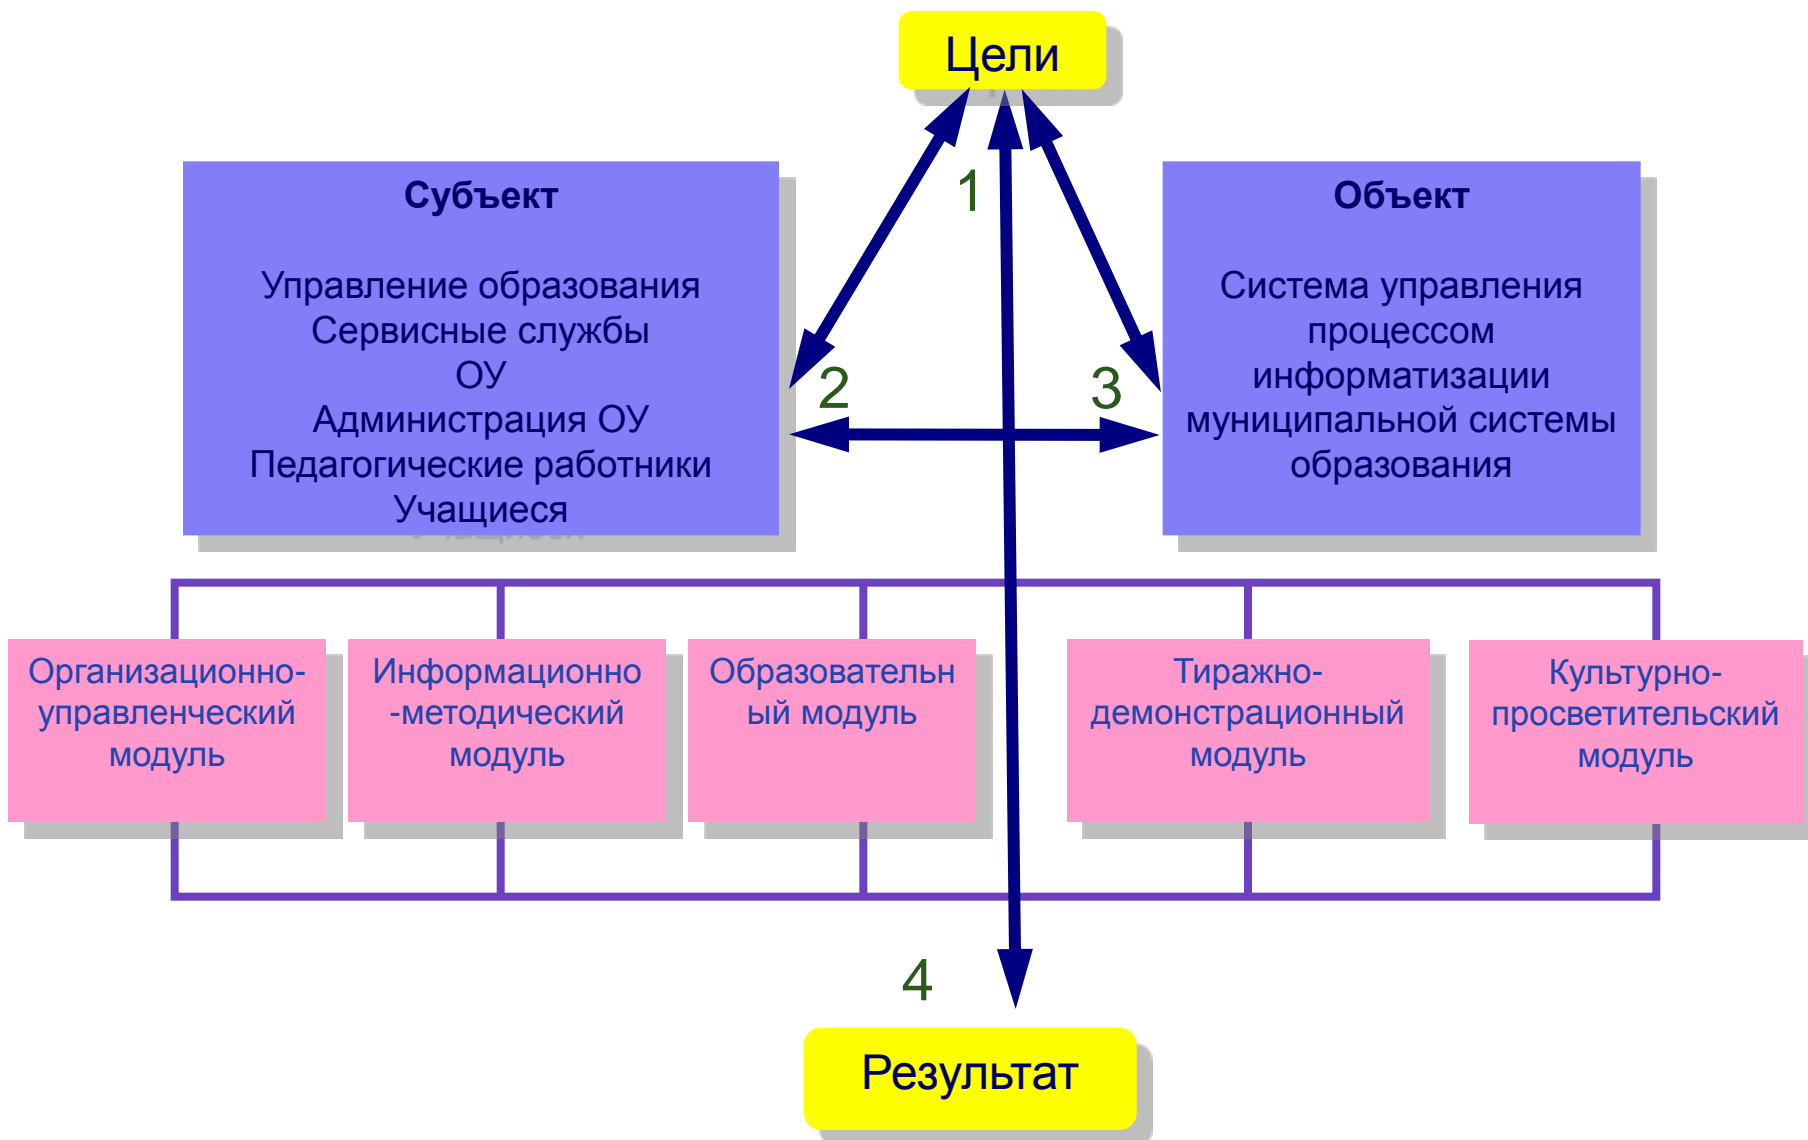 Цели
1
Субъект
Управление образования
Сервисные службы
ОУ
Администрация ОУ
Педагогические работники
Учащиеся
Объект
Система управления
процессом
информатизации
муниципальной системы
образования
2
3
Организационно-
управленческий
модуль
Информационно
-методический
модуль
Образовательн
ый модуль
Тиражно-
демонстрационный
модуль
Культурно-
просветительский
модуль
4
Результат